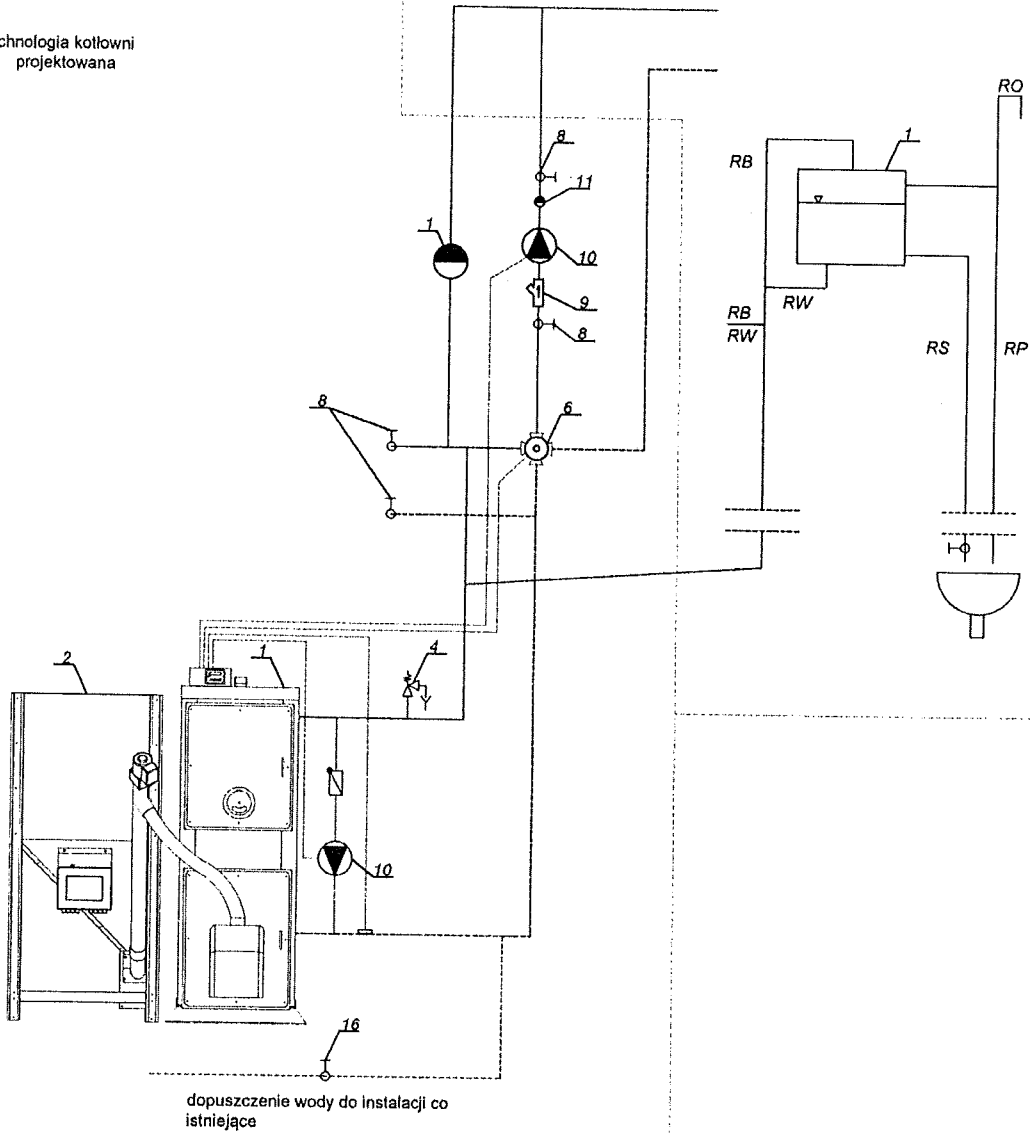 chnologia kotłowni
projektowana
RO
8
1
RB
11
1
10
RW
9
RB
RW
8
RS
RP
8
6
2
1
4
10
16
dopuszczenie wody do instalacji co
istniejące